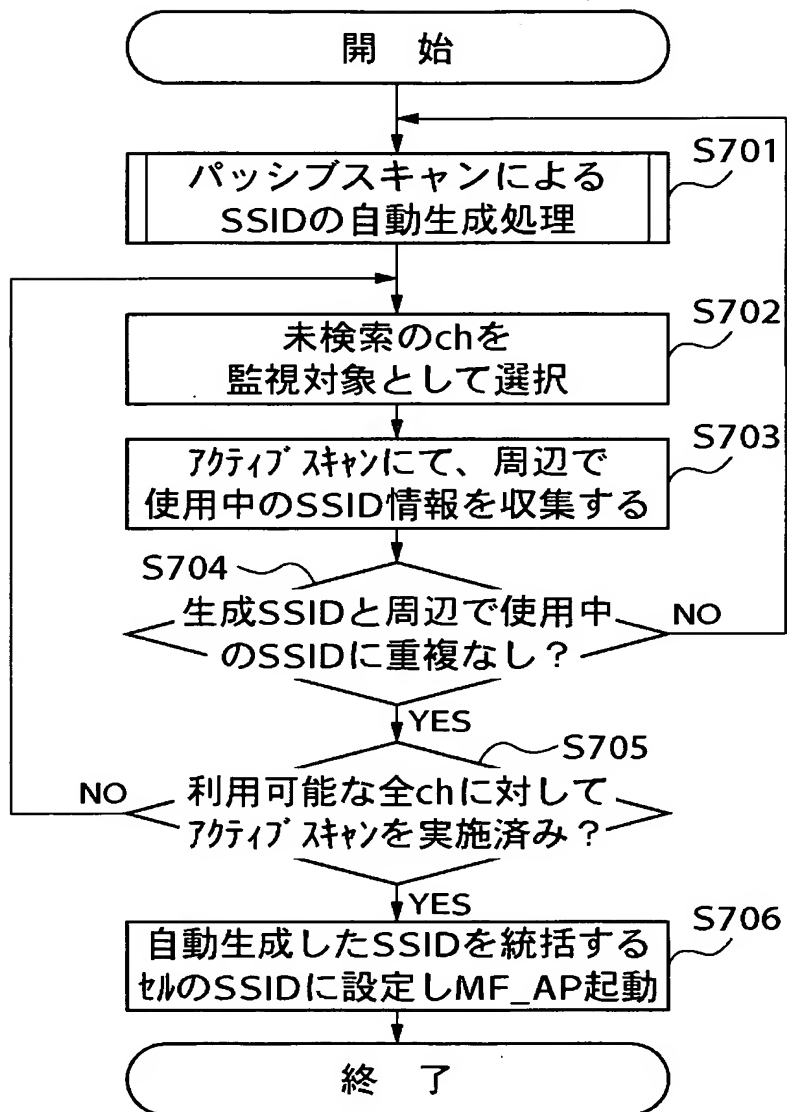 開 始
S701
パッシブスキャンによる
SSIDの自動生成処理
S702
未検索のchを
監視対象として選択
S703
ｱｸﾃｨﾌﾞｽｷｬﾝにて、周辺で
使用中のSSID情報を収集する
S704
生成SSIDと周辺で使用中
のSSIDに重複なし？
NO
YES
S705
NO
利用可能な全chに対して
ｱｸﾃｨﾌﾞｽｷｬﾝを実施済み？
YES
S706
自動生成したSSIDを統括する
ｾﾙのSSIDに設定しMF_AP起動
終 了